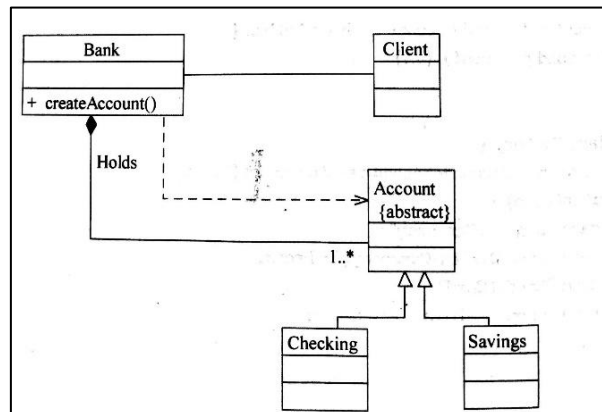 Bank
Client
+ createAccount()
Holds
Account
{abstract}
1..*
Checking
Savings